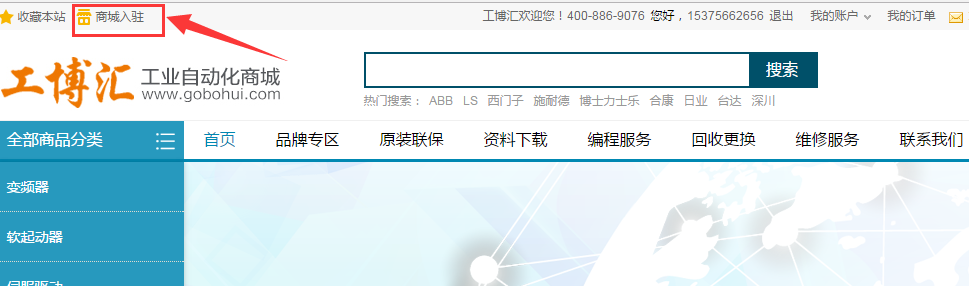 收藏本站 商城入驻 工博汇欢迎您！400-886-9076 您好，15375662656 退出 我的账户 我的订单
工博汇 工业自动化商城
www.gobohui.com
搜索
热门搜索： ABB LS 西门子 施耐德 博士力士乐 合康 日业 台达 深川
全部商品分类 首页 品牌专区 原装联保 资料下载 编程服务 回收更换 维修服务 联系我们
变频器
软起动器
伺服驱动